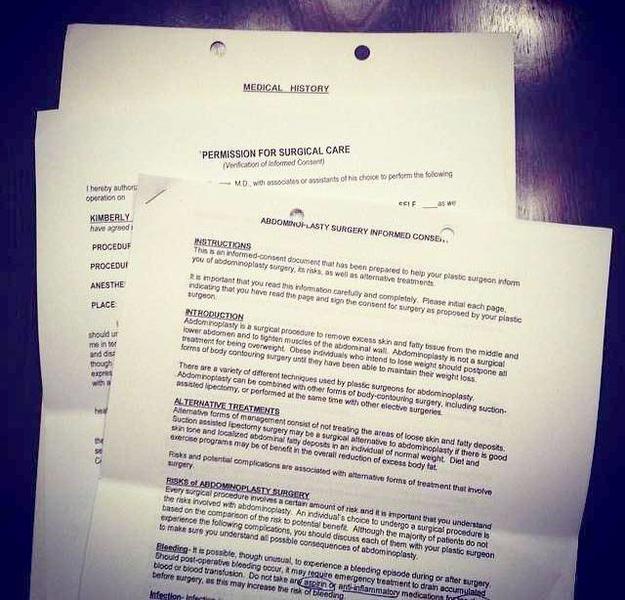 MEDICAL HISTORY
PERMISSION FOR SURGICAL CARE
(Verification of Informed Consent)
I hereby authoriz M.D., with associates or assistants of his choice to perform the following
operation on SELF ___as we
KIMBERLY
have agreed
PROCEDUR
PROCEDUR
ANESTHE
PLACE:
should ur
me in ter
and disa
though
expres
with a
heal
the
se
ABDOMINOPLASTY SURGERY INFORMED CONSENT
INSTRUCTIONS
This is an informed-consent document that has been prepared to help your plastic surgeon inform
you of abdominoplasty surgery, its risks, as well as alternative treatments.
It is important that you read this information carefully and completely. Please initial each page,
indicating that you have read the page and sign the consent for surgery as proposed by your plastic
surgeon.
INTRODUCTION
Abdominoplasty is a surgical procedure to remove excess skin and fatty tissue from the middle and
lower abdomen and to tighten muscles of the abdominal wall. Abdominoplasty is not a surgical
treatment for being overweight. Obese individuals who intend to lose weight should postpone all
forms of body contouring surgery until they have been able to maintain their weight loss.
There are a variety of different techniques used by plastic surgeons for abdominoplasty.
Abdominoplasty can be combined with other forms of body-contouring surgery, including suction-
assisted lipectomy, or performed at the same time with other elective surgeries.
ALTERNATIVE TREATMENTS
Alternative forms of management consist of not treating the areas of loose skin and fatty deposits.
Suction assisted lipectomy surgery may be a surgical alternative to abdominoplasty if there is good
skin tone and localized abdominal fatty deposits in an individual of normal weight. Diet and
exercise programs may be of benefit in the overall reduction of excess body fat.
Risks and potential complications are associated with alternative forms of treatment that involve
surgery.
RISKS of ABDOMINOPLASTY SURGERY
Every surgical procedure involves a certain amount of risk and it is important that you understand
the risks involved with abdominoplasty. An individual's choice to undergo a surgical procedure is
based on the comparison of the risk to potential benefit. Although the majority of patients do not
experience the following complications, you should discuss each of them with your plastic surgeon
to make sure you understand all possible consequences of abdominoplasty.
Bleeding- It is possible, though unusual, to experience a bleeding episode during or after surgery.
Should post-operative bleeding occur, it may require emergency treatment to drain accumulated
blood or blood transfusion. Do not take any aspirin or anti-inflammatory medications for
before surgery, as this may increase the risk of bleeding.
Infection- Infection